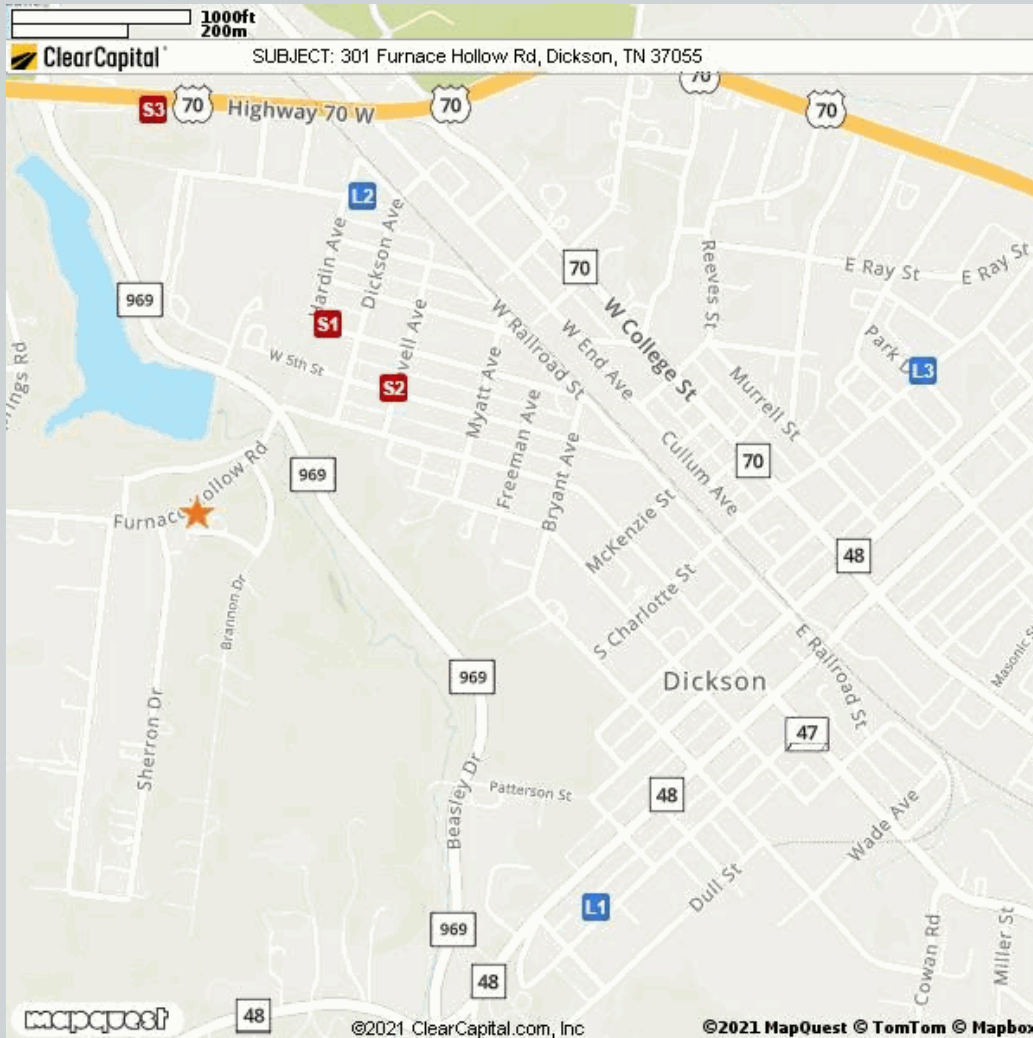 1000ft
200m
ClearCapital
SUBJECT: 301 Furnace Hollow Rd, Dickson, TN 37055
70
S3
70
Highway 70 W
70
70
L2
Hardin Ave
Dickson Ave
Reeves St
70
E Ray St
E Ray St
969
S1
W Railroad St
W End Ave
W College St
Park
L3
W 5th St
S2
Myatt Ave
Murrell St
Freeman Ave
Bryant Ave
Cullum Ave
70
969
McKenzie St
48
Brannon Dr
S Charlotte St
E Railroad St
969
Dickson
47
Sherron Dr
Beasley Dr
Patterson St
48
Wade Ave
Dull St
L1
969
Cowan Rd
Miller St
48
mapquest
48
©2021 ClearCapital.com, Inc
©2021 MapQuest © TomTom © Mapbox